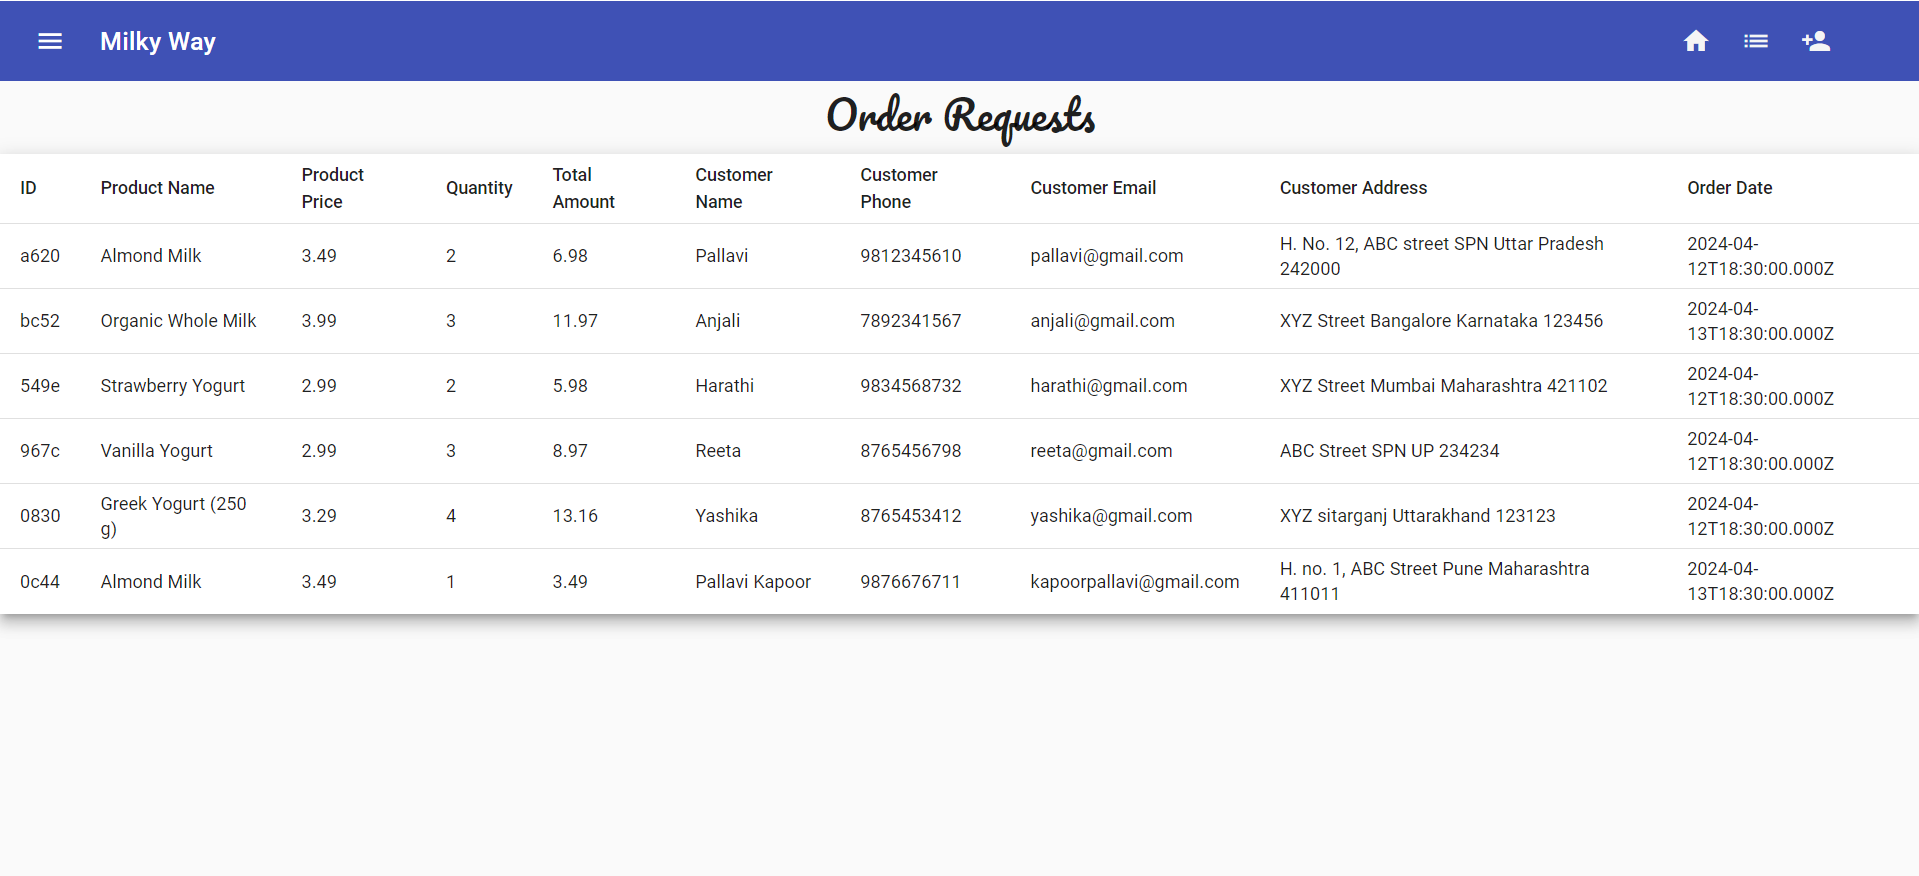 Milky Way
Order Requests
ID Product Name Product Price Quantity Total Amount Customer Name Customer Phone Customer Email Customer Address Order Date
a620 Almond Milk 3.49 2 6.98 Pallavi 9812345610 pallavi@gmail.com H. No. 12, ABC street SPN Uttar Pradesh 242000 2024-04-12T18:30:00.000Z
bc52 Organic Whole Milk 3.99 3 11.97 Anjali 7892341567 anjali@gmail.com XYZ Street Bangalore Karnataka 123456 2024-04-13T18:30:00.000Z
549e Strawberry Yogurt 2.99 2 5.98 Harathi 9834568732 harathi@gmail.com XYZ Street Mumbai Maharashtra 421102 2024-04-12T18:30:00.000Z
967c Vanilla Yogurt 2.99 3 8.97 Reeta 8765456798 reeta@gmail.com ABC Street SPN UP 234234 2024-04-12T18:30:00.000Z
0830 Greek Yogurt (250 g) 3.29 4 13.16 Yashika 8765453412 yashika@gmail.com XYZ sitarganj Uttarakhand 123123 2024-04-12T18:30:00.000Z
0c44 Almond Milk 3.49 1 3.49 Pallavi Kapoor 9876676711 kapoorpallavi@gmail.com H. no. 1, ABC Street Pune Maharashtra 411011 2024-04-13T18:30:00.000Z